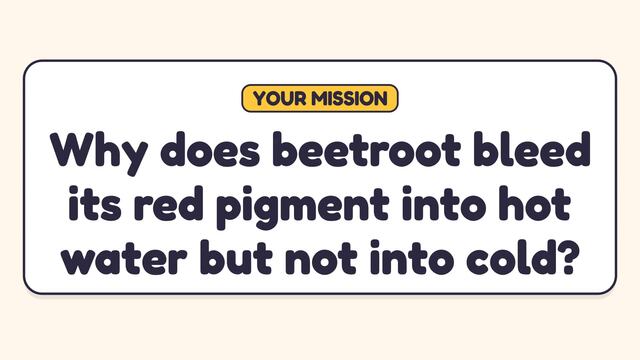 YOUR MISSION
Why does beetroot bleed
its red pigment into hot
water but not into cold?